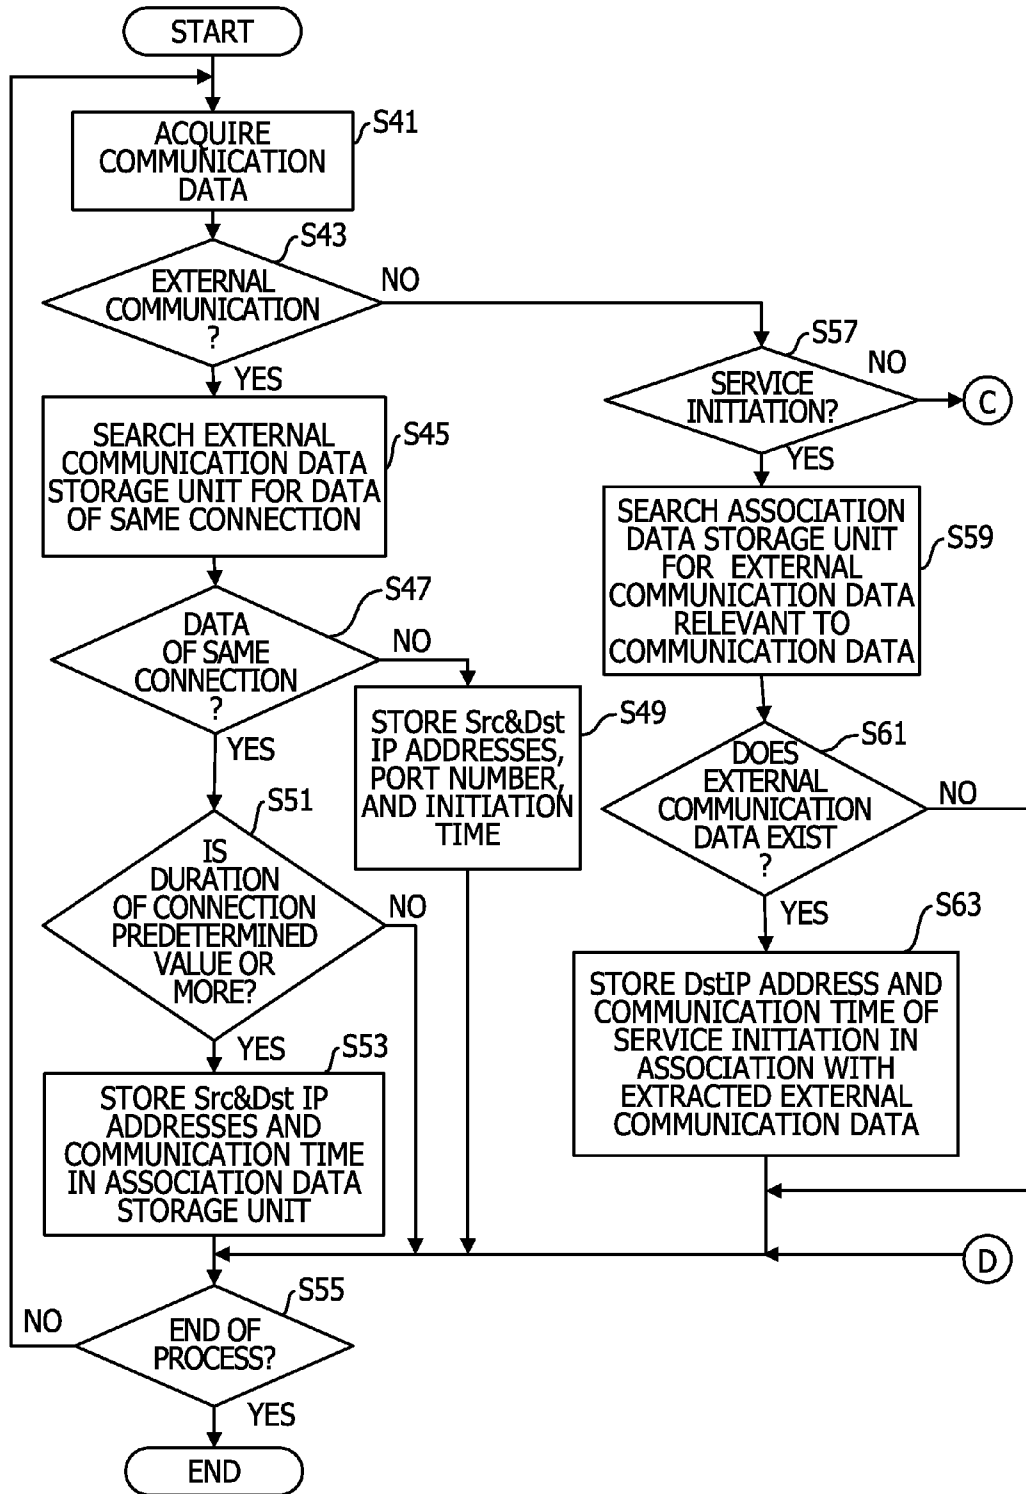 START
ACQUIRE
COMMUNICATION
DATA
S41
EXTERNAL
COMMUNICATION
?
S43
NO
YES
SEARCH EXTERNAL
COMMUNICATION DATA
STORAGE UNIT FOR DATA
OF SAME CONNECTION
S45
DATA
OF SAME
CONNECTION
?
S47
NO
YES
STORE Src&Dst
IP ADDRESSES,
PORT NUMBER,
AND INITIATION
TIME
S49
IS
DURATION
OF CONNECTION
PREDETERMINED
VALUE OR
MORE?
S51
NO
YES
STORE Src&Dst IP
ADDRESSES AND
COMMUNICATION TIME
IN ASSOCIATION DATA
STORAGE UNIT
S53
END OF
PROCESS?
S55
NO
YES
END
SERVICE
INITIATION?
S57
NO
C
YES
SEARCH ASSOCIATION
DATA STORAGE UNIT
FOR EXTERNAL
COMMUNICATION DATA
RELEVANT TO
COMMUNICATION DATA
S59
DOES
EXTERNAL
COMMUNICATION
DATA EXIST
?
S61
NO
YES
STORE DstIP ADDRESS AND
COMMUNICATION TIME OF
SERVICE INITIATION IN
ASSOCIATION WITH
EXTRACTED EXTERNAL
COMMUNICATION DATA
S63
D